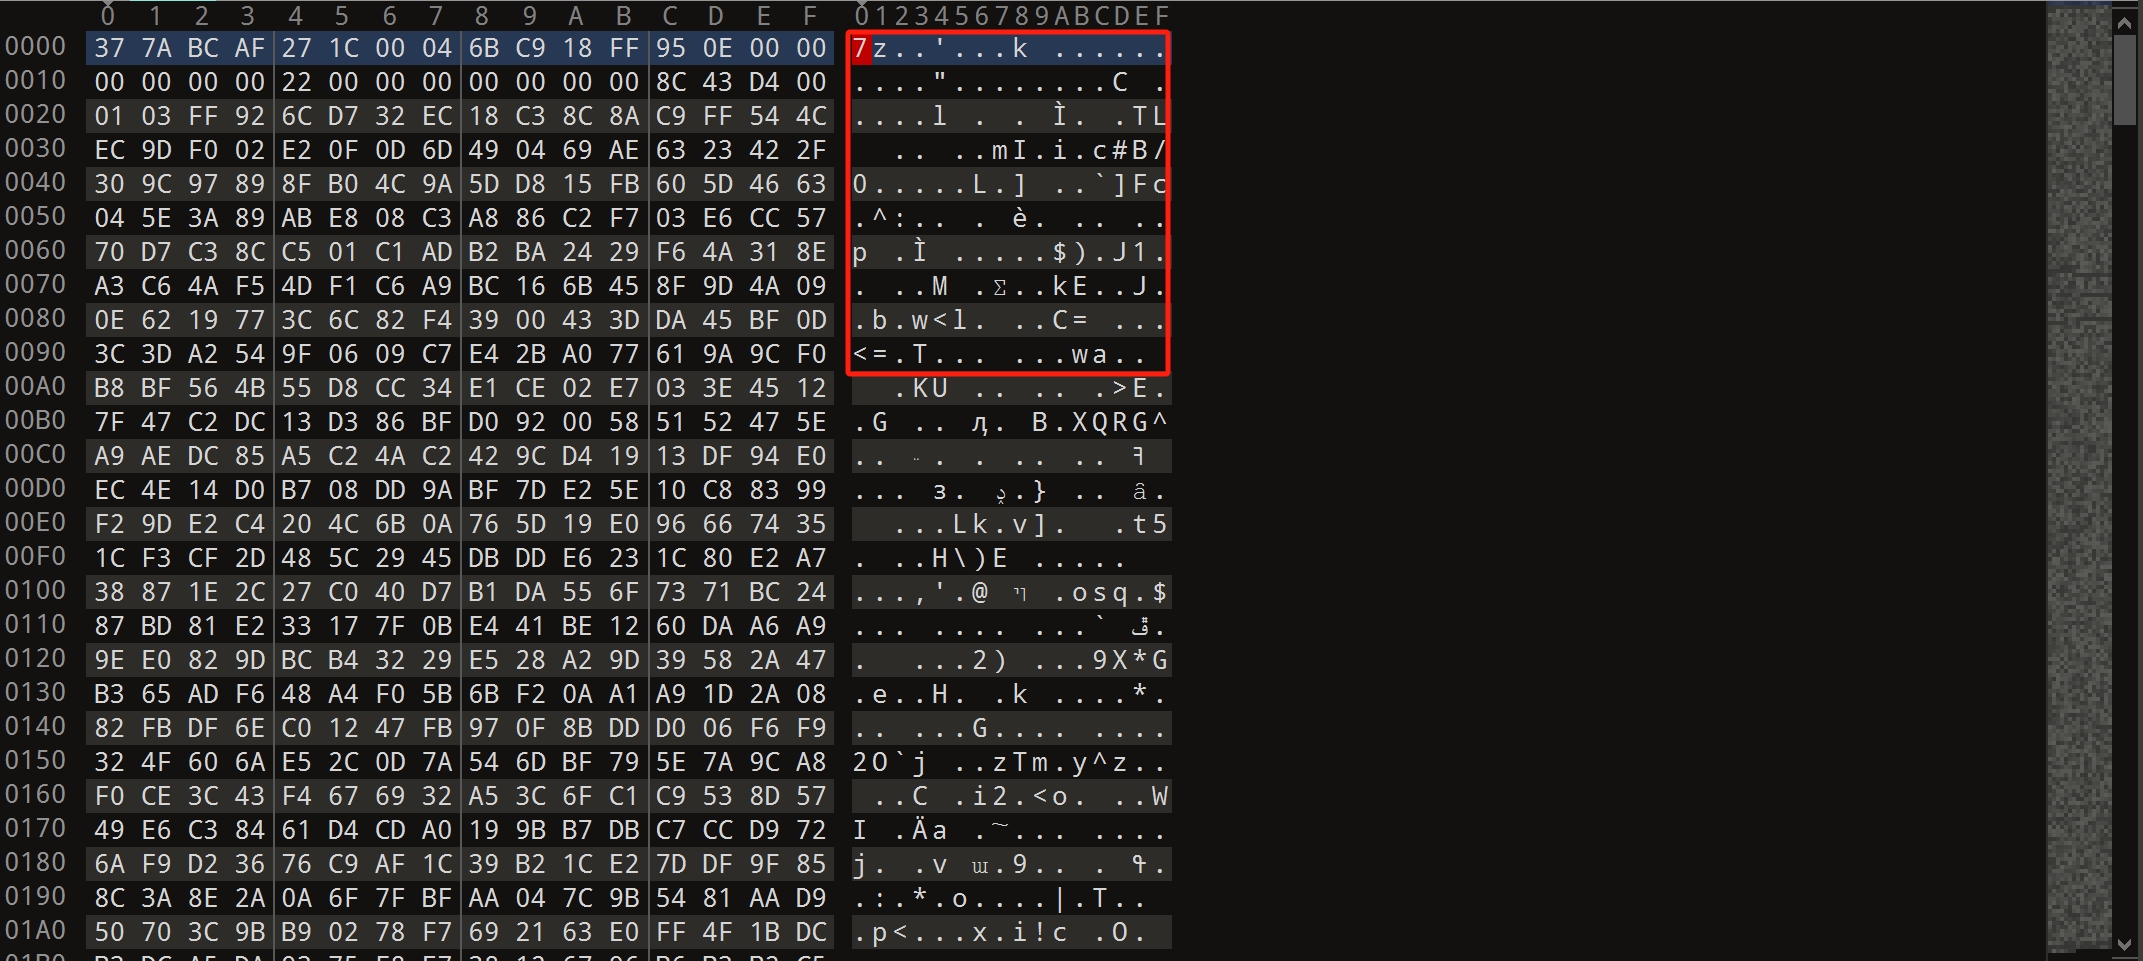 0 1 2 3 4 5 6 7 8 9 A B C D E F 0123456789ABCDEF
0000 37 7A BC AF 27 1C 00 04 6B C9 18 FF 95 0E 00 00 7z..'...k ......
0010 00 00 00 00 22 00 00 00 00 00 00 00 8C 43 D4 00 ...."........C .
0020 01 03 FF 92 6C D7 32 EC 18 C3 8C 8A C9 FF 54 4C ....l . . Ì. .TL
0030 EC 9D F0 02 E2 0F 0D 6D 49 04 69 AE 63 23 42 2F .. ..mI.i.c#B/
0040 30 9C 97 89 8F B0 4C 9A 5D D8 15 FB 60 5D 46 63 0.....L.] ..`]Fc
0050 04 5E 3A 89 AB E8 08 C3 A8 86 C2 F7 03 E6 CC 57 .^:.. . è. .. ..
0060 70 D7 C3 8C C5 01 C1 AD B2 BA 24 29 F6 4A 31 8E p .Ì .....$).J1.
0070 A3 C6 4A F5 4D F1 C6 A9 BC 16 6B 45 8F 9D 4A 09 . ..M .Ʃ..kE..J.
0080 0E 62 19 77 3C 6C 82 F4 39 00 43 3D DA 45 BF 0D .b.w<l. ..C= ...
0090 3C 3D A2 54 9F 06 09 C7 E4 2B A0 77 61 9A 9C F0 <=.T... ...wa..
00A0 B8 BF 56 4B 55 D8 CC 34 E1 CE 02 E7 03 3E 45 12 .KU .. .. .>E.
00B0 7F 47 C2 DC 13 D3 86 BF D0 92 00 58 51 52 47 5E .G .. ԓ. В.XQRG^
00C0 A9 AE DC 85 A5 C2 4A C2 42 9C D4 19 13 DF 94 E0 .. ܅ . . .. .. ߔ
00D0 EC 4E 14 D0 B7 08 DD 9A BF 7D E2 5E 10 C8 83 99 ... з. ݚ.} .. ȃ.
00E0 F2 9D E2 C4 20 4C 6B 0A 76 5D 19 E0 96 66 74 35 ...Lk.v]. .t5
00F0 1C F3 CF 2D 48 5C 29 45 DB DD E6 23 1C 80 E2 A7 . ..H\)E .....
0100 38 87 1E 2C 27 C0 40 D7 B1 DA 55 6F 73 71 BC 24 ...,'.@ ױ .osq.$
0110 87 BD 81 E2 33 17 7F 0B E4 41 BE 12 60 DA A6 A9 ... .... ...` ڦ.
0120 9E E0 82 9D BC B4 32 29 E5 28 A2 9D 39 58 2A 47 . ...2) ...9X*G
0130 B3 65 AD F6 48 A4 F0 5B 6B F2 0A A1 A9 1D 2A 08 .e..H. .k ....*.
0140 82 FB DF 6E C0 12 47 FB 97 0F 8B DD D0 06 F6 F9 .. ...G.... ....
0150 32 4F 60 6A E5 2C 0D 7A 54 6D BF 79 5E 7A 9C A8 2O`j ..zTm.y^z..
0160 F0 CE 3C 43 F4 67 69 32 A5 3C 6F C1 C9 53 8D 57 ..C .i2.<o. ..W
0170 49 E6 C3 84 61 D4 CD A0 19 9B B7 DB C7 CC D9 72 I .Äa .͠... ....
0180 6A F9 D2 36 76 C9 AF 1C 39 B2 1C E2 7D DF 9F 85 j. .v ɯ.9.. . ߟ.
0190 8C 3A 8E 2A 0A 6F 7F BF AA 04 7C 9B 54 81 AA D9 .:.*.o....|.T..
01A0 50 70 3C 9B B9 02 78 F7 69 21 63 E0 FF 4F 1B DC .p<...x.i!c .O.